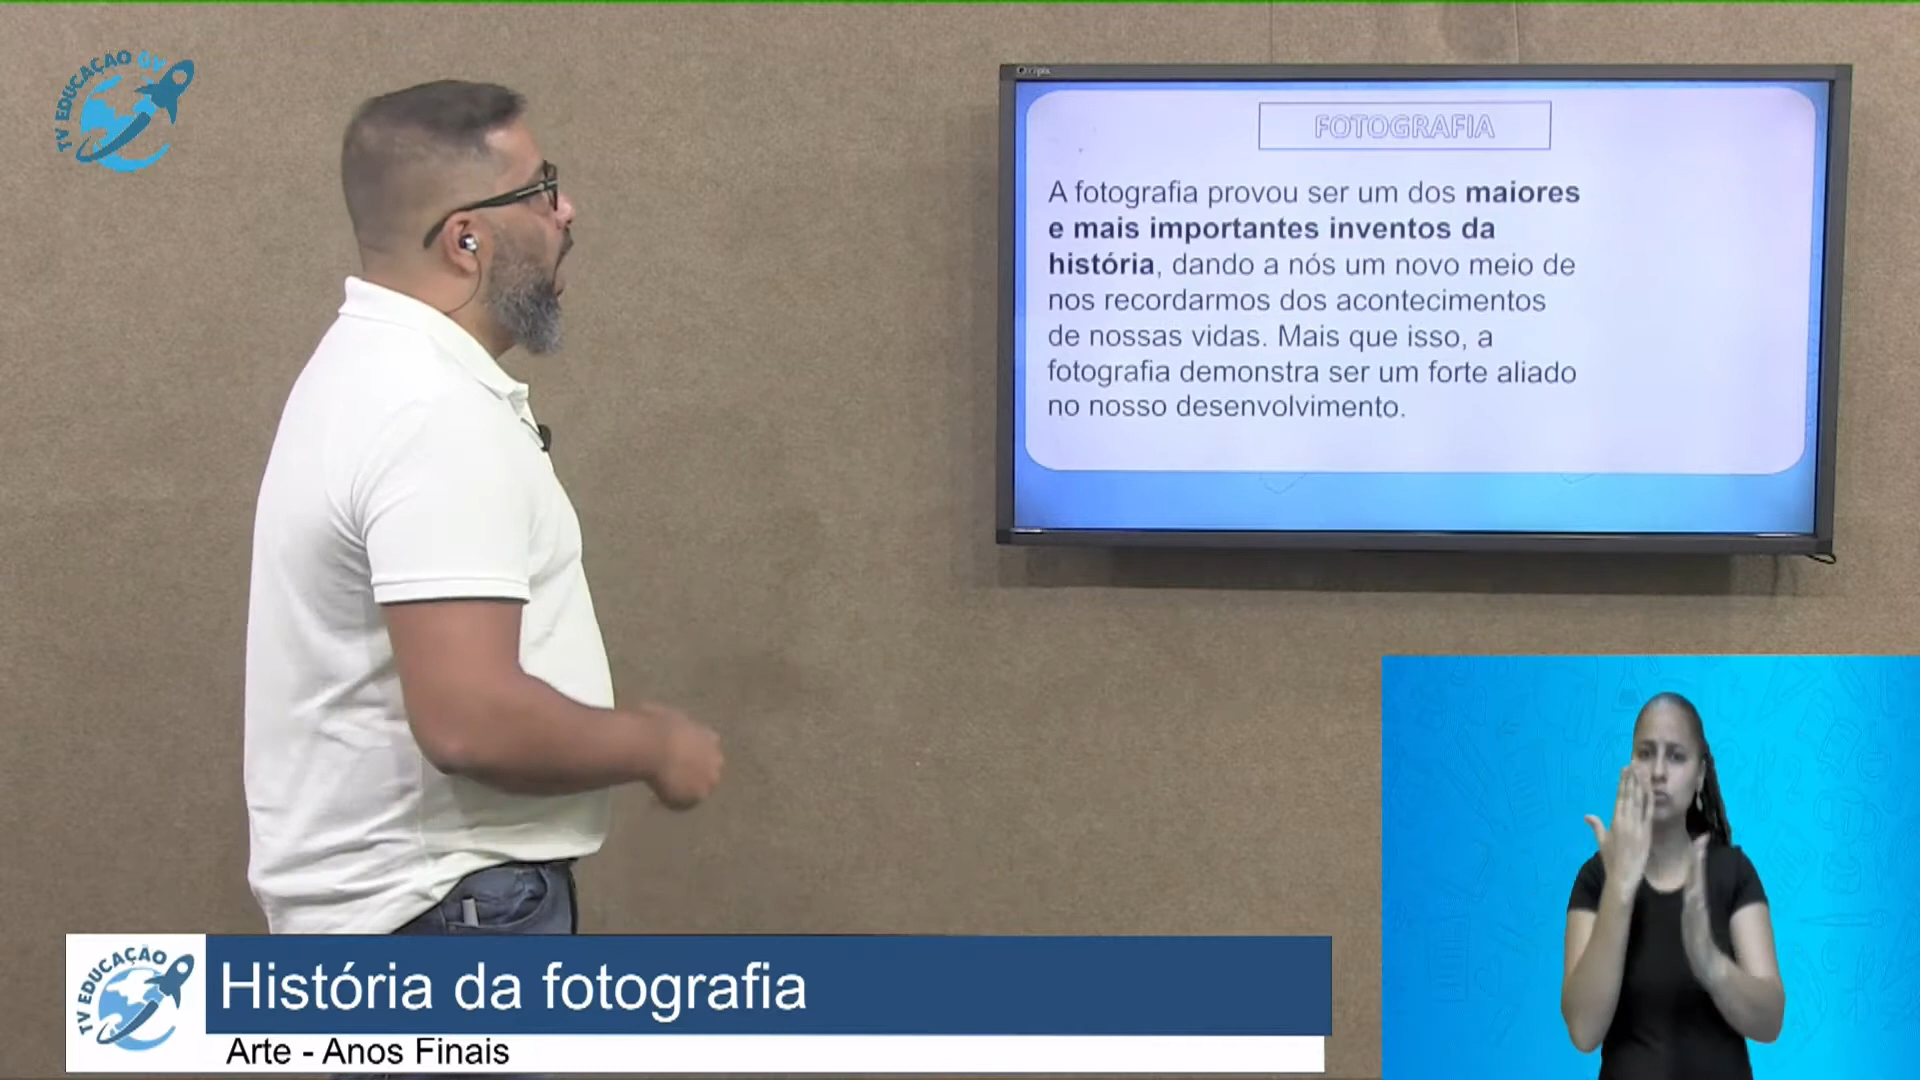 TV EDUCAÇÃO GV
FOTOGRAFIA
A fotografia provou ser um dos maiores
e mais importantes inventos da
história, dando a nós um novo meio de
nos recordarmos dos acontecimentos
de nossas vidas. Mais que isso, a
fotografia demonstra ser um forte aliado
no nosso desenvolvimento.
TV EDUCAÇÃO
História da fotografia
Arte - Anos Finais